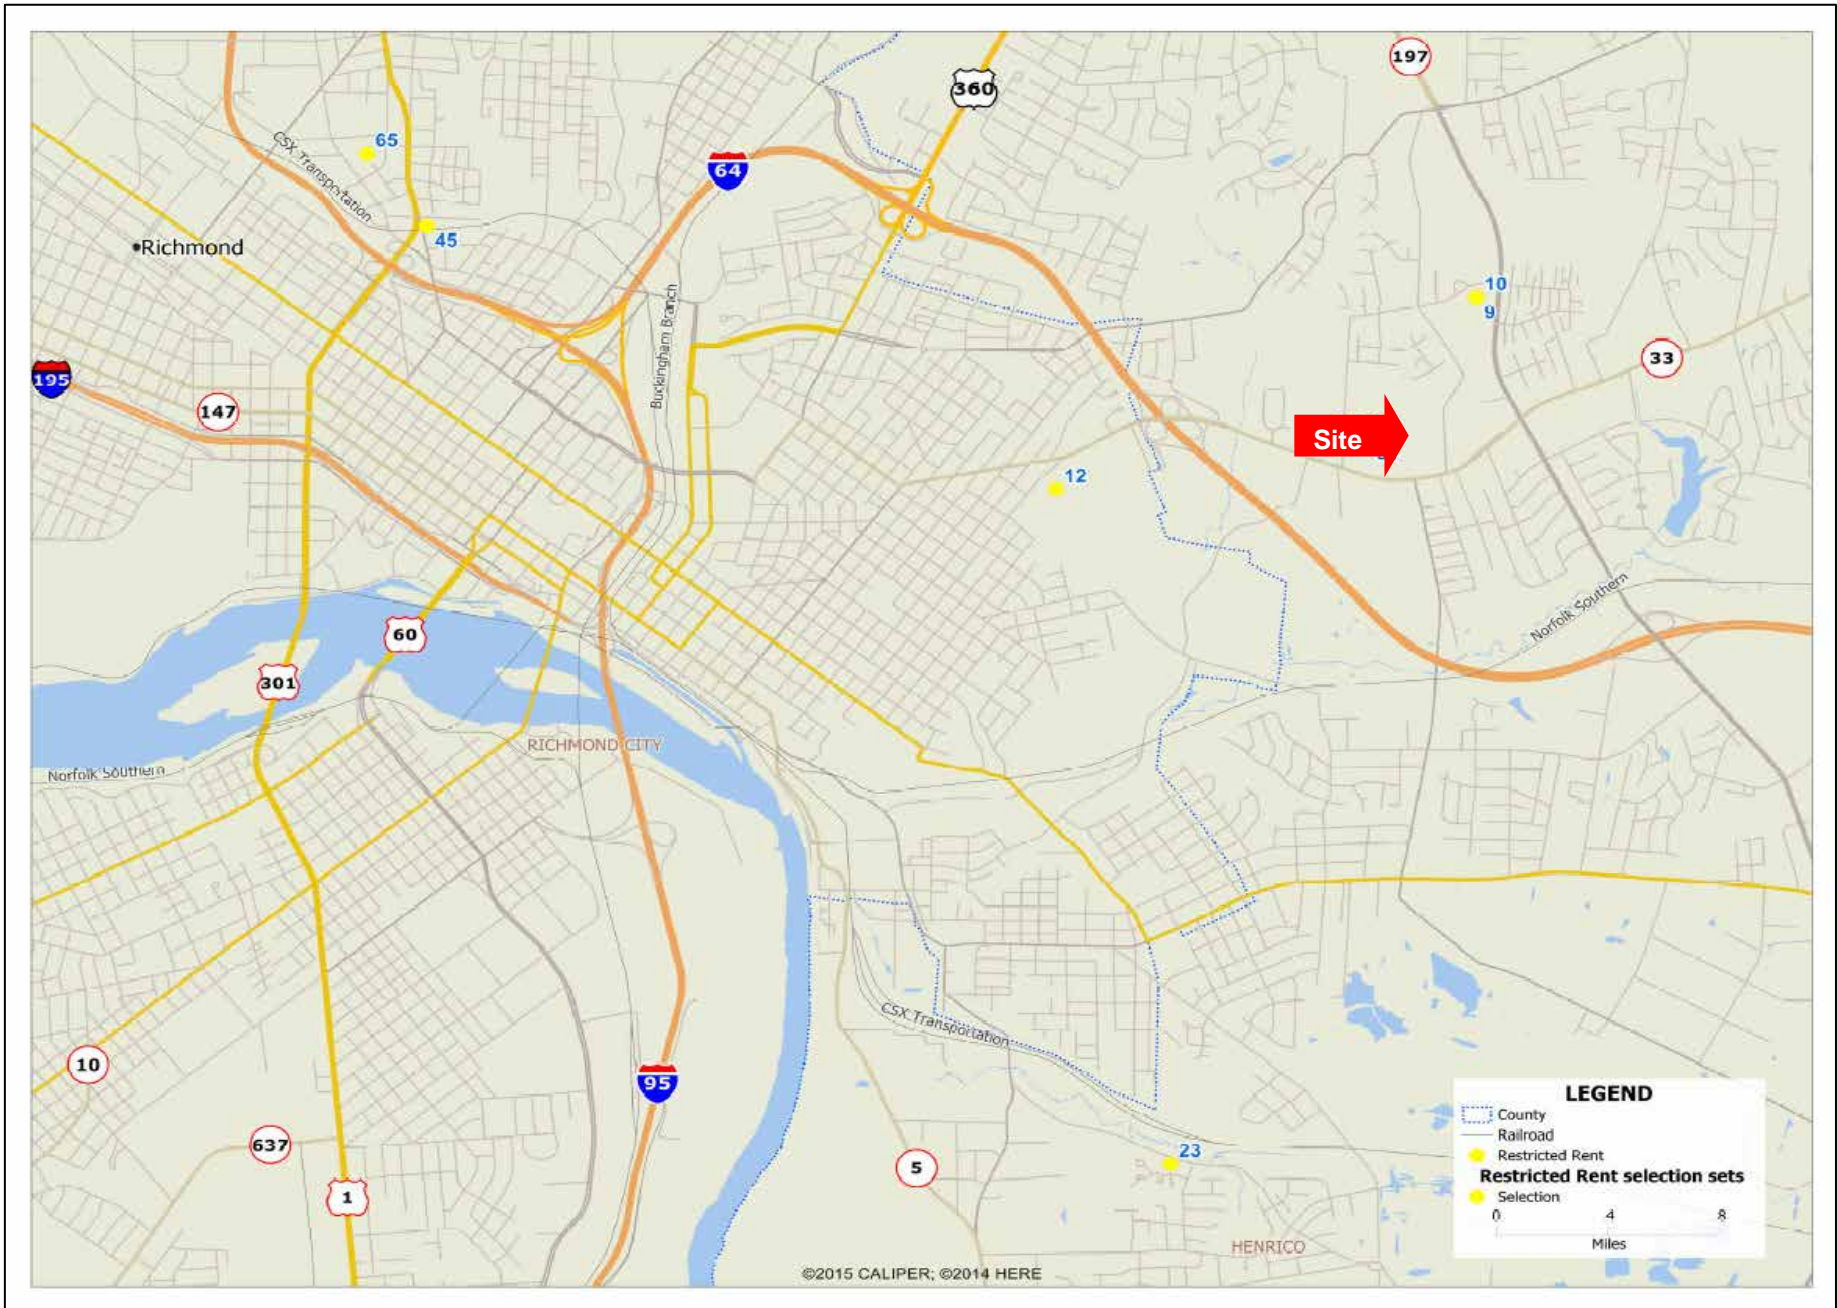 197
360
65
64
CSX Transportation
45
Richmond
10
9
Buckingham Branch
33
195
147
Site
12
Norfolk Southern
60
301
RICHMOND CITY
Norfolk Southern
CSX Transportation
10
95
LEGEND
County
Railroad
Restricted Rent
Restricted Rent selection sets
Selection
0 4 8
Miles
637
23
5
1
HENRICO
©2015 CALIPER; ©2014 HERE